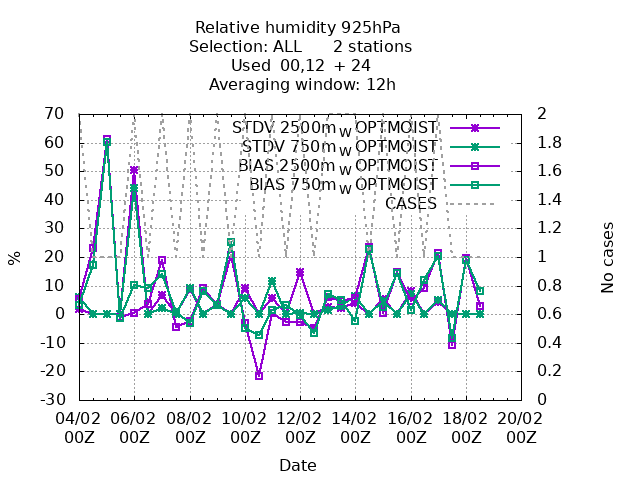 Relative humidity 925hPa
Selection: ALL 2 stations
Used 00,12 + 24
Averaging window: 12h
STDV 2500m_w OPTMOIST
STDV 750m_w OPTMOIST
BIAS 2500m_w OPTMOIST
BIAS 750m_w OPTMOIST
CASES
70
60
50
40
30
20
10
0
-10
-20
-30
%
2
1.8
1.6
1.4
1.2
1
0.8
0.6
0.4
0.2
0
No cases
04/02 06/02 08/02 10/02 12/02 14/02 16/02 18/02 20/02
00Z 00Z 00Z 00Z 00Z 00Z 00Z 00Z 00Z
Date